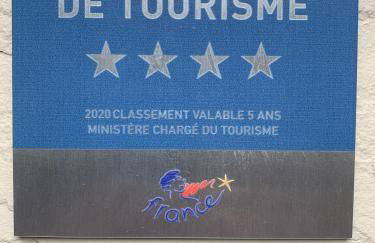 DE TOURISME
2020 CLASSEMENT VALABLE 5 ANS
MINISTÈRE CHARGÉ DU TOURISME
france